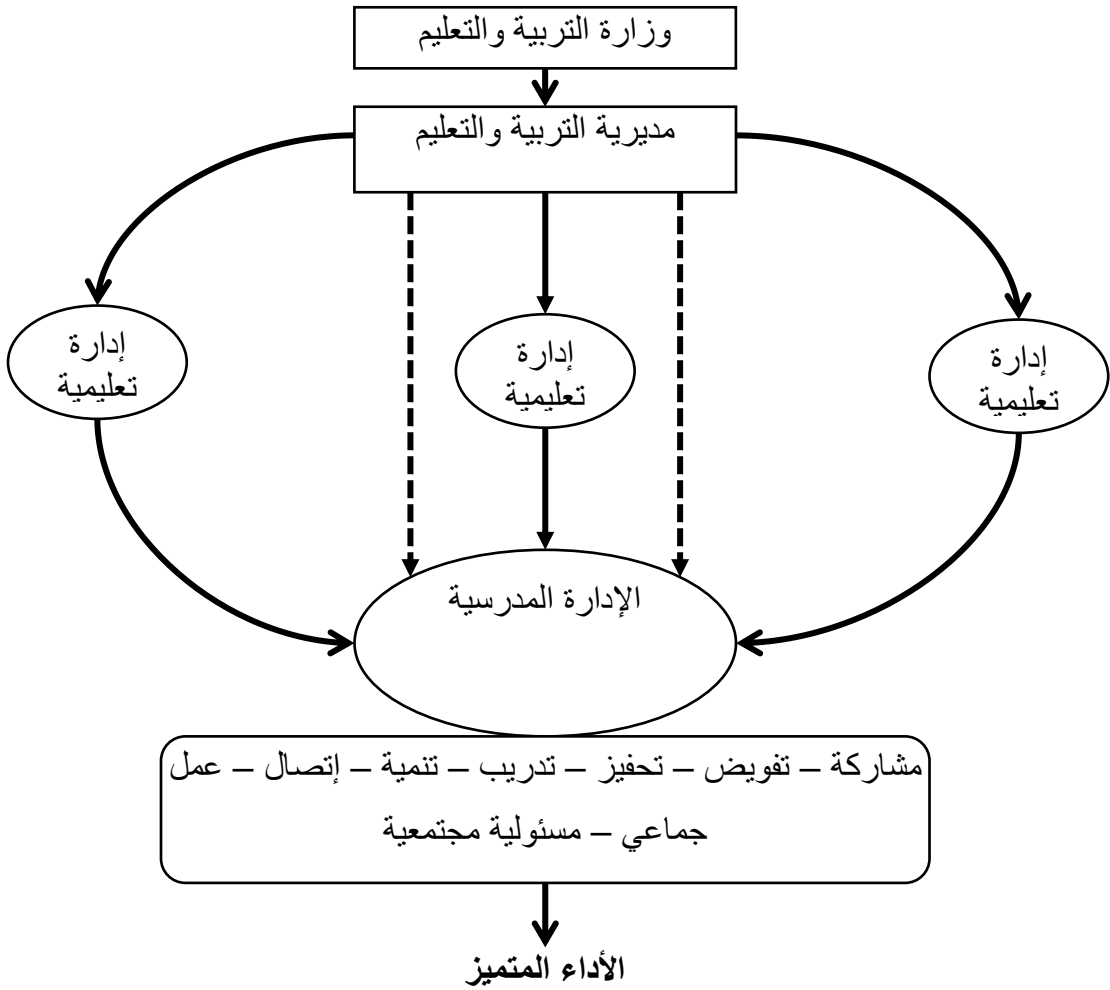 وزارة التربية والتعليم
مديرية التربية والتعليم
إدارة
تعليمية
إدارة
تعليمية
إدارة
تعليمية
الإدارة المدرسية
مشاركة – تفويض – تحفيز – تدريب – تنمية – إتصال – عمل
جماعي – مسئولية مجتمعية
الأداء المتميز